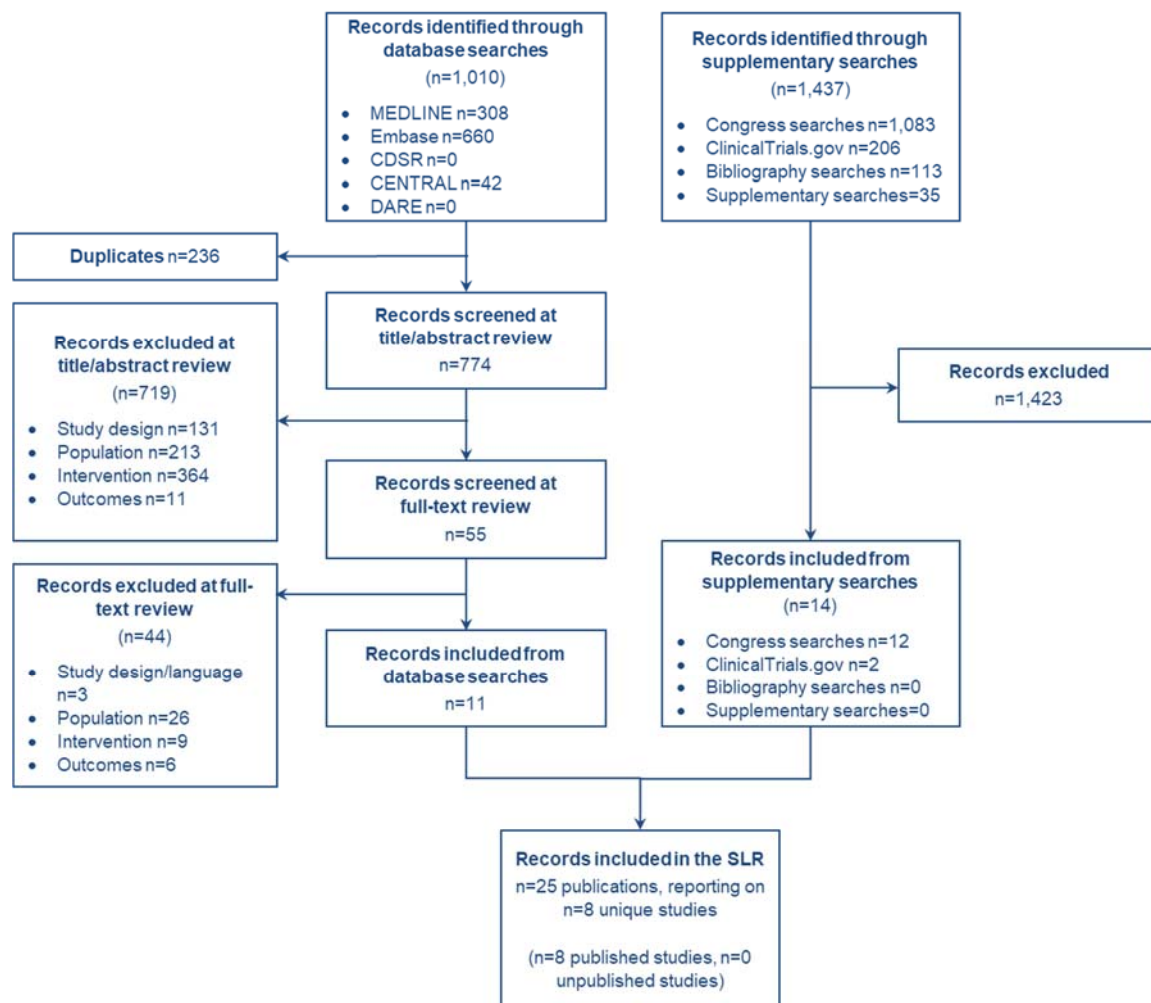 Records identified through
database searches
(n=1,010)
• MEDLINE n=308
• Embase n=660
• CDSR n=0
• CENTRAL n=42
• DARE n=0
Records identified through
supplementary searches
(n=1,437)
• Congress searches n=1,083
• ClinicalTrials.gov n=206
• Bibliography searches n=113
• Supplementary searches=35
Duplicates n=236
Records screened at
title/abstract review
n=774
Records excluded at
title/abstract review
(n=719)
• Study design n=131
• Population n=213
• Intervention n=364
• Outcomes n=11
Records excluded
n=1,423
Records screened at
full-text review
n=55
Records excluded at full-
text review
(n=44)
• Study design/language
n=3
• Population n=26
• Intervention n=9
• Outcomes n=6
Records included from
database searches
n=11
Records included from
supplementary searches
(n=14)
• Congress searches n=12
• ClinicalTrials.gov n=2
• Bibliography searches n=0
• Supplementary searches=0
Records included in the SLR
n=25 publications, reporting on
n=8 unique studies
(n=8 published studies, n=0
unpublished studies)